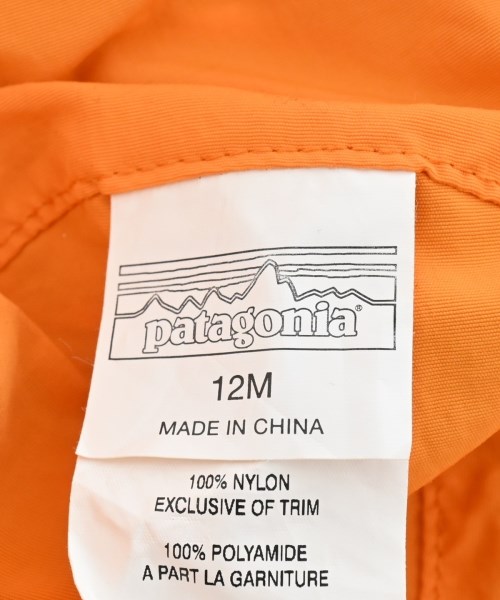 patagonia®
12M
MADE IN CHINA
100% NYLON
EXCLUSIVE OF TRIM
100% POLYAMIDE
A PART LA GARNITURE